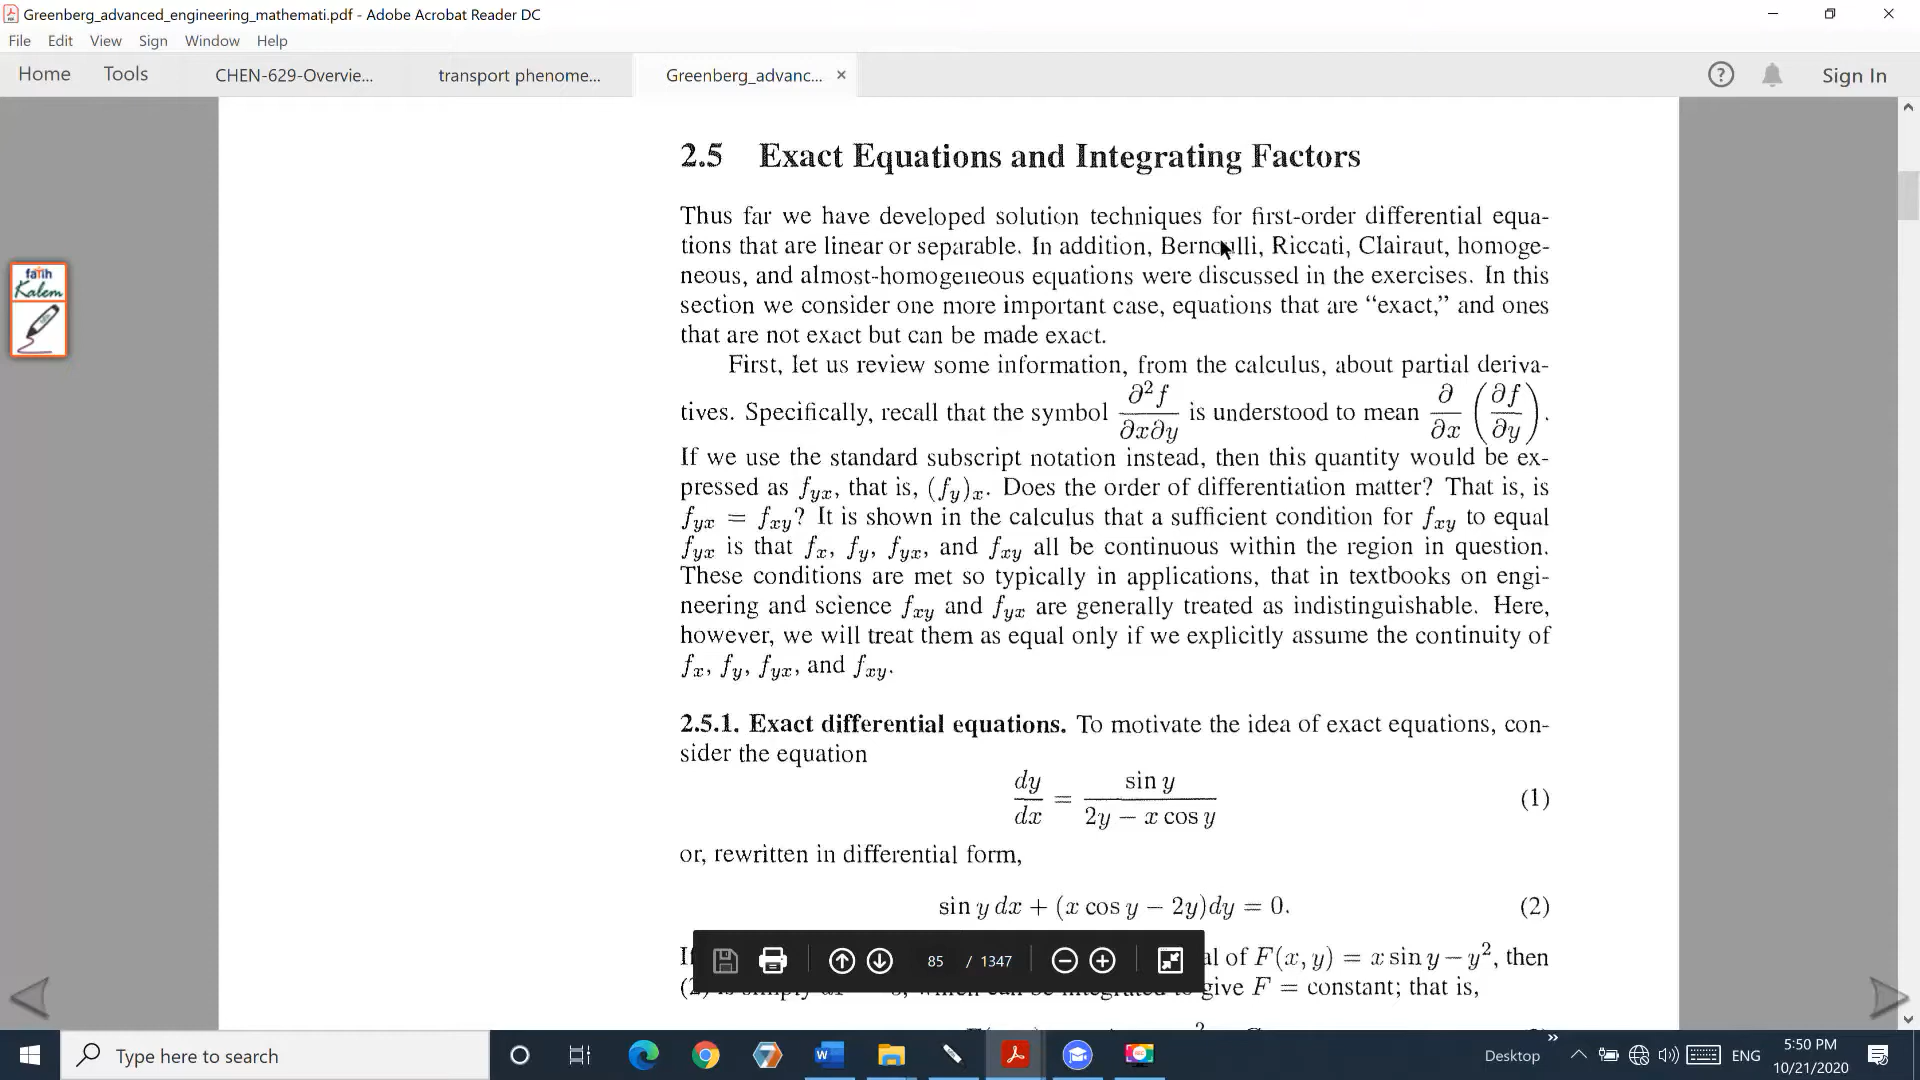 Greenberg_advanced_engineering_mathemati.pdf - Adobe Acrobat Reader DC
File Edit View Sign Window Help
Home Tools CHEN-629-Overvie... transport phenome... Greenberg_advanc... × ? Sign In
2.5 Exact Equations and Integrating Factors
Thus far we have developed solution techniques for first-order differential equa-
tions that are linear or separable. In addition, Bernoulli, Riccati, Clairaut, homoge-
neous, and almost-homogeneous equations were discussed in the exercises. In this
section we consider one more important case, equations that are “exact,” and ones
that are not exact but can be made exact.
First, let us review some information, from the calculus, about partial deriva-
tives. Specifically, recall that the symbol ∂²f/∂x∂y is understood to mean ∂/∂x (∂f/∂y).
If we use the standard subscript notation instead, then this quantity would be ex-
pressed as f_yx, that is, (f_y)_x. Does the order of differentiation matter? That is, is
f_yx = f_xy? It is shown in the calculus that a sufficient condition for f_xy to equal
f_yx is that f_x, f_y, f_yx, and f_xy all be continuous within the region in question.
These conditions are met so typically in applications, that in textbooks on engi-
neering and science f_xy and f_yx are generally treated as indistinguishable. Here,
however, we will treat them as equal only if we explicitly assume the continuity of
f_x, f_y, f_yx, and f_xy.
2.5.1. Exact differential equations. To motivate the idea of exact equations, con-
sider the equation
dy/dx = sin y/(2y − x cos y) (1)
or, rewritten in differential form,
sin y dx + (x cos y − 2y)dy = 0. (2)
al of F(x, y) = x sin y − y², then
give F = constant; that is,
fatih
Kalem
85 / 1347
Type here to search
Desktop » ENG
5:50 PM
10/21/2020